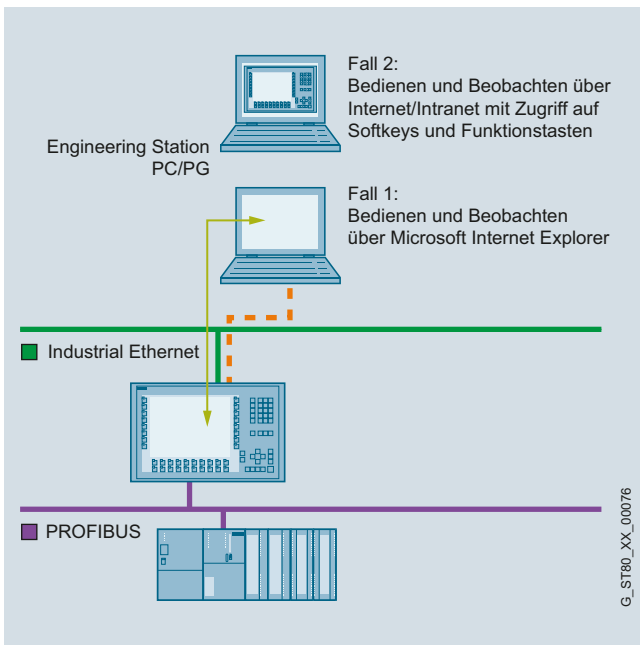 Fall 2:
Bedienen und Beobachten über
Internet/Intranet mit Zugriff auf
Softkeys und Funktionstasten
Engineering Station
PC/PG
Fall 1:
Bedienen und Beobachten
über Microsoft Internet Explorer
Industrial Ethernet
PROFIBUS
G_ST80_XX_00076